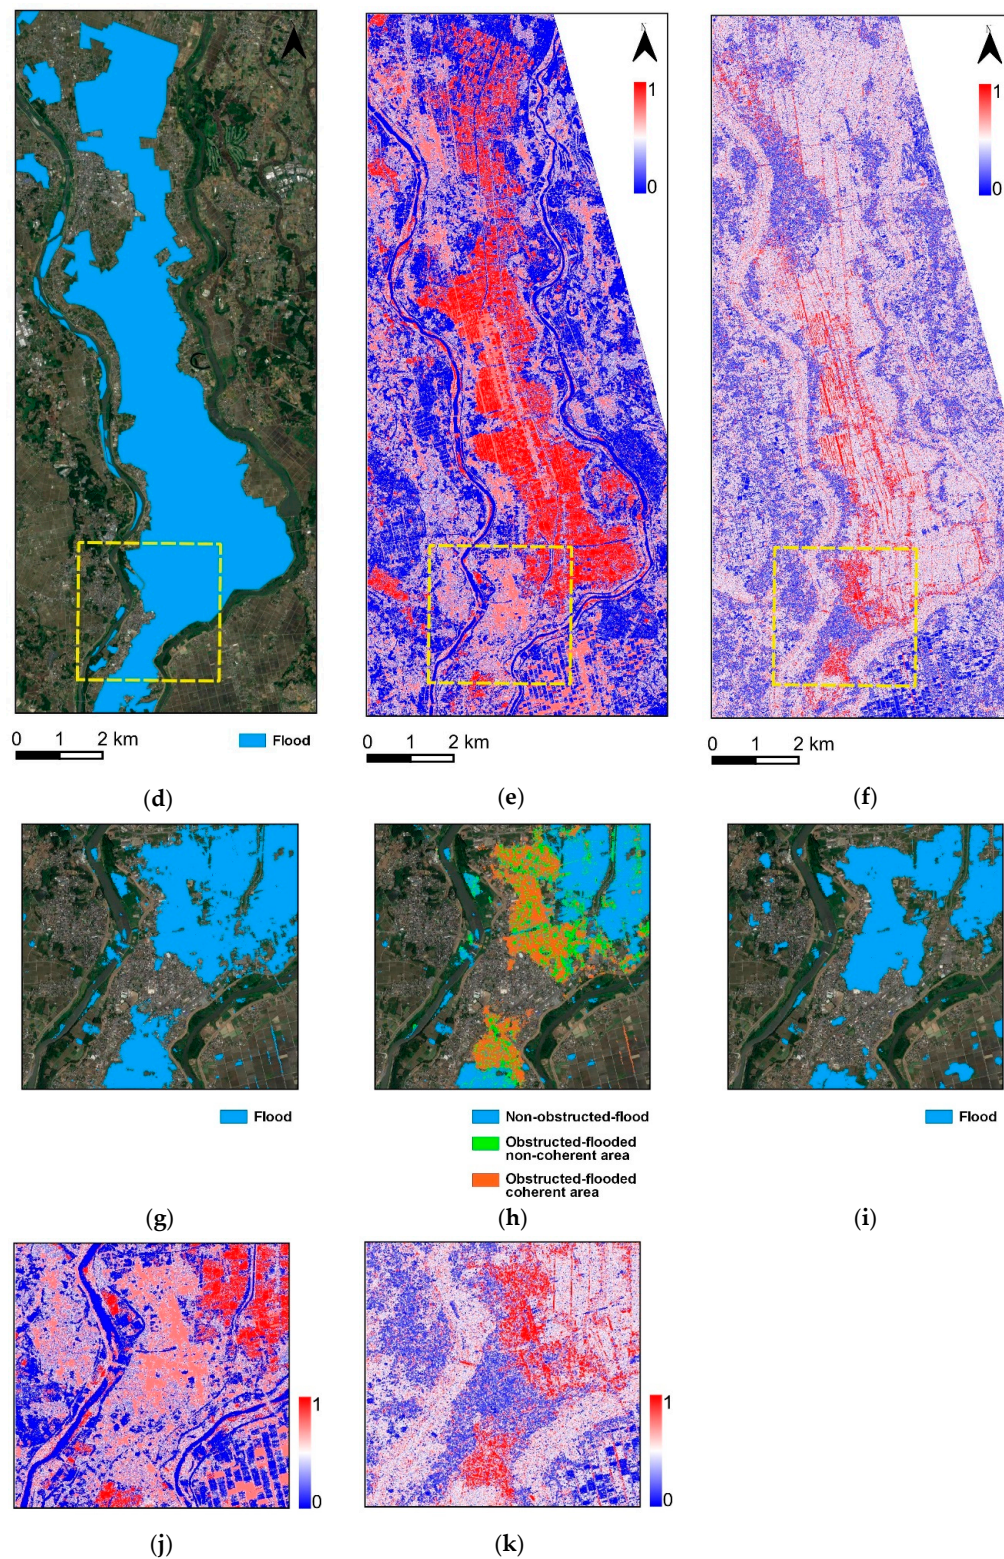 1
0
1
0
0 1 2 km
Flood
0 1 2 km
0 1 2 km
(d)
(e)
(f)
Flood
Non-obstructed-flood
Obstructed-flooded
non-coherent area
Obstructed-flooded
coherent area
Flood
(g)
(h)
(i)
1
0
1
0
(j)
(k)